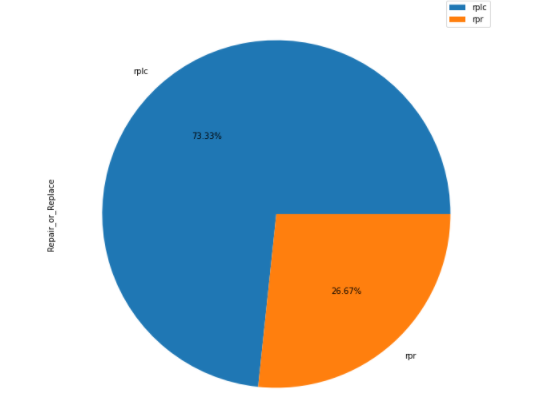 rplc
rpr
rplc
73.33%
Repair_or_Replace
26.67%
rpr